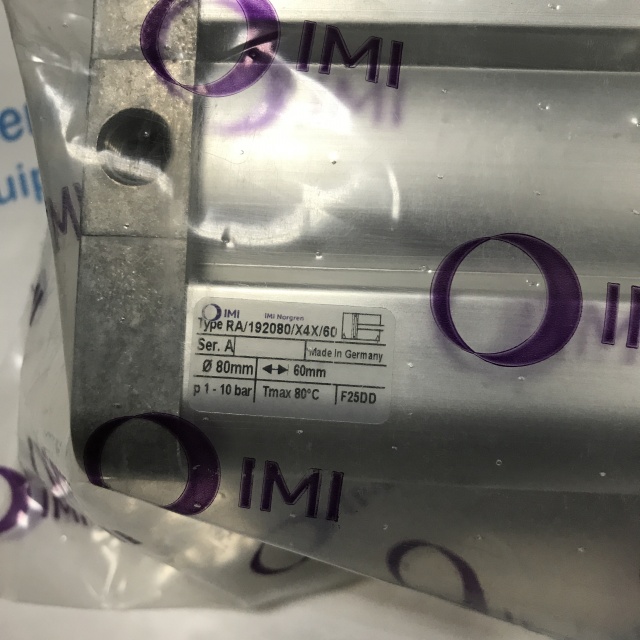 IMI
IMI
IMI IMI Norgren
Type RA/192080/X4X/60
Ser. A
Made in Germany
Ø 80mm 60mm
p 1 - 10 bar Tmax 80°C F25DD
IMI